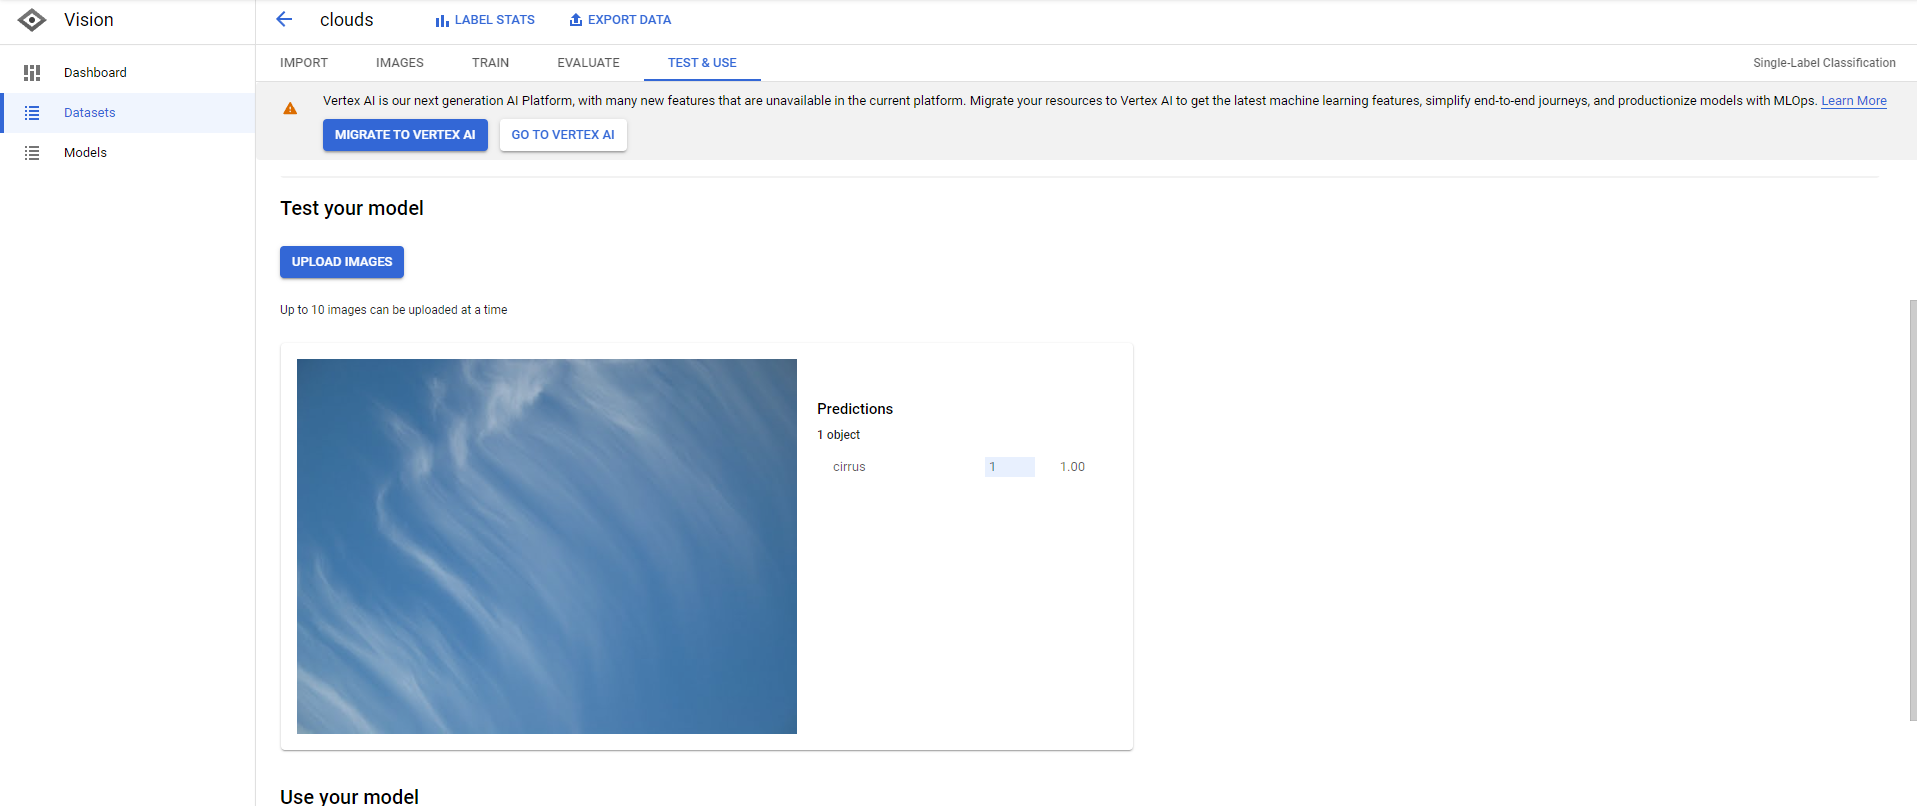 Vision
clouds
LABEL STATS
EXPORT DATA
Dashboard
Datasets
Models
IMPORT
IMAGES
TRAIN
EVALUATE
TEST & USE
Single-Label Classification
Vertex AI is our next generation AI Platform, with many new features that are unavailable in the current platform. Migrate your resources to Vertex AI to get the latest machine learning features, simplify end-to-end journeys, and productionize models with MLOps. Learn More
MIGRATE TO VERTEX AI
GO TO VERTEX AI
Test your model
UPLOAD IMAGES
Up to 10 images can be uploaded at a time
Predictions
1 object
cirrus 1 1.00
Use your model